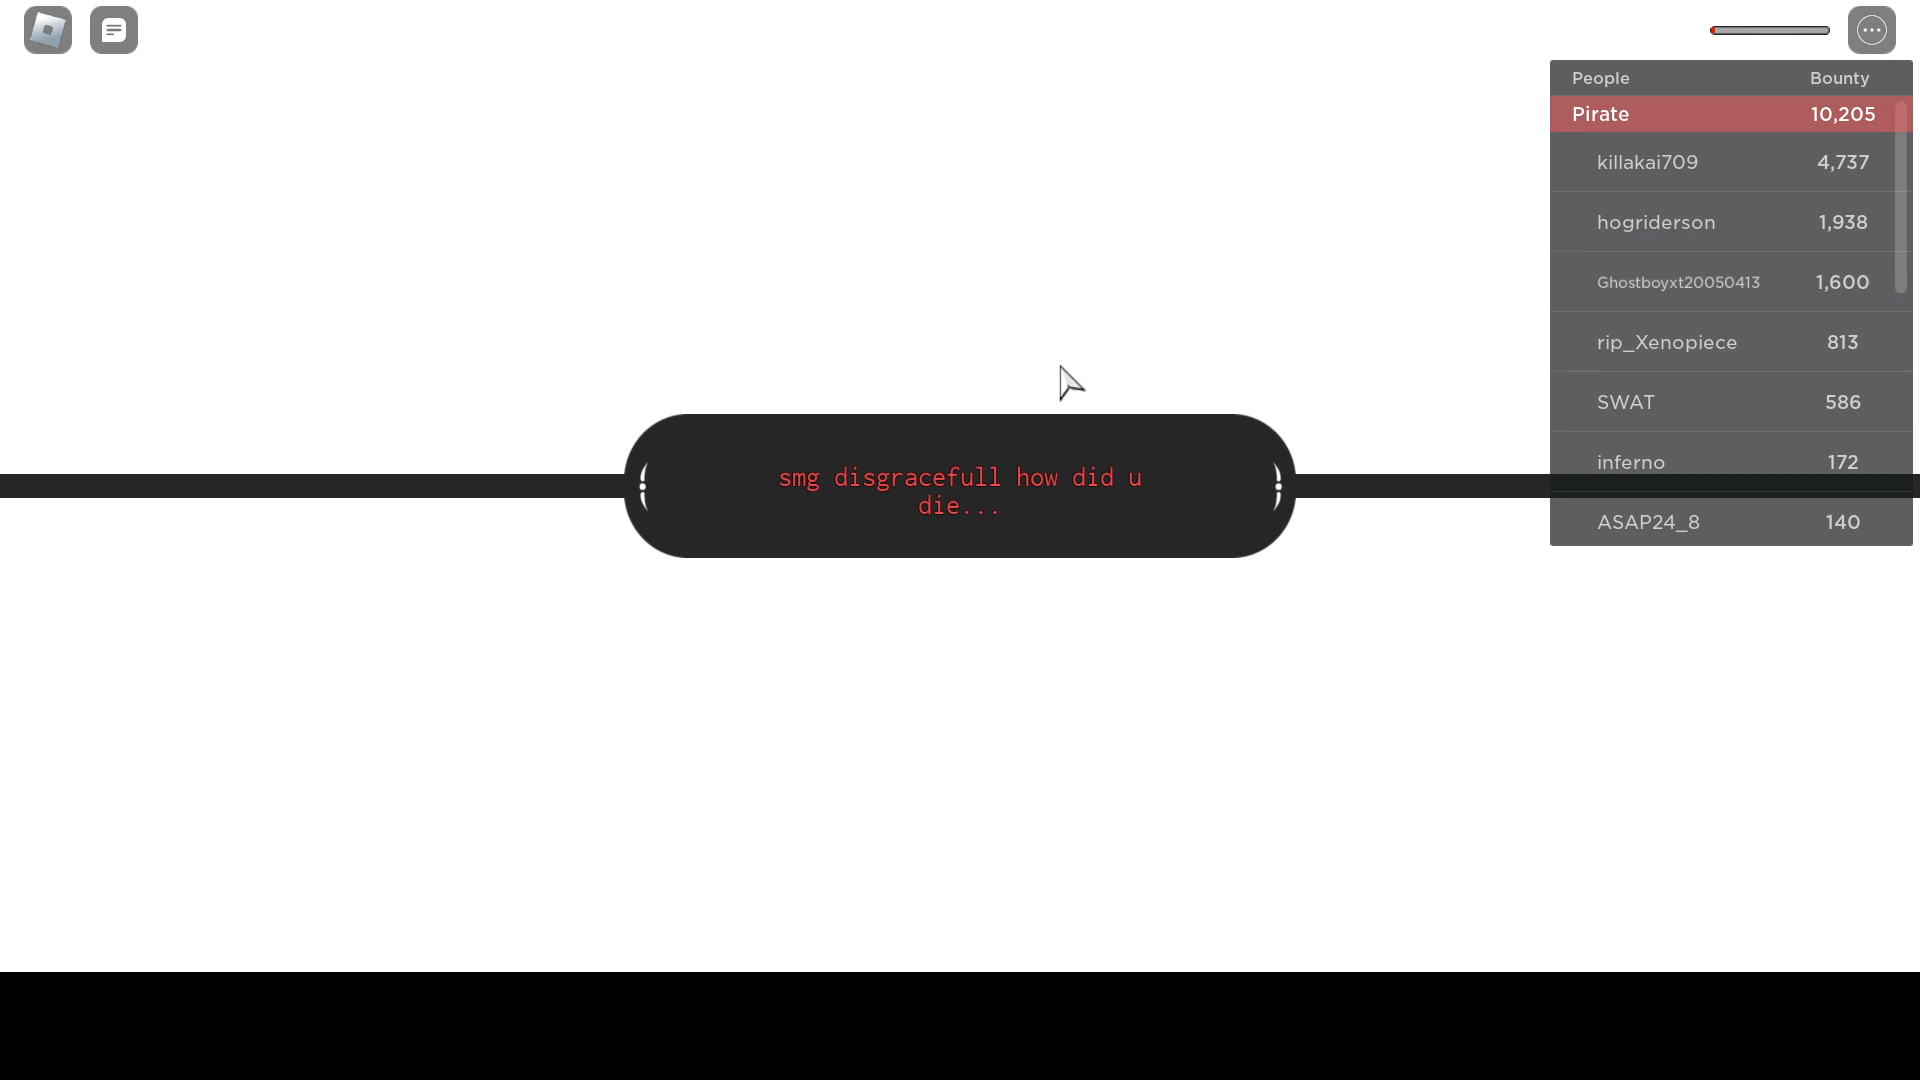 People Bounty
Pirate 10,205
killakai709 4,737
hogriderson 1,938
Ghostboyxt20050413 1,600
rip_Xenopiece 813
SWAT 586
inferno 172
ASAP24_8 140
smg disgracefull how did u
die...